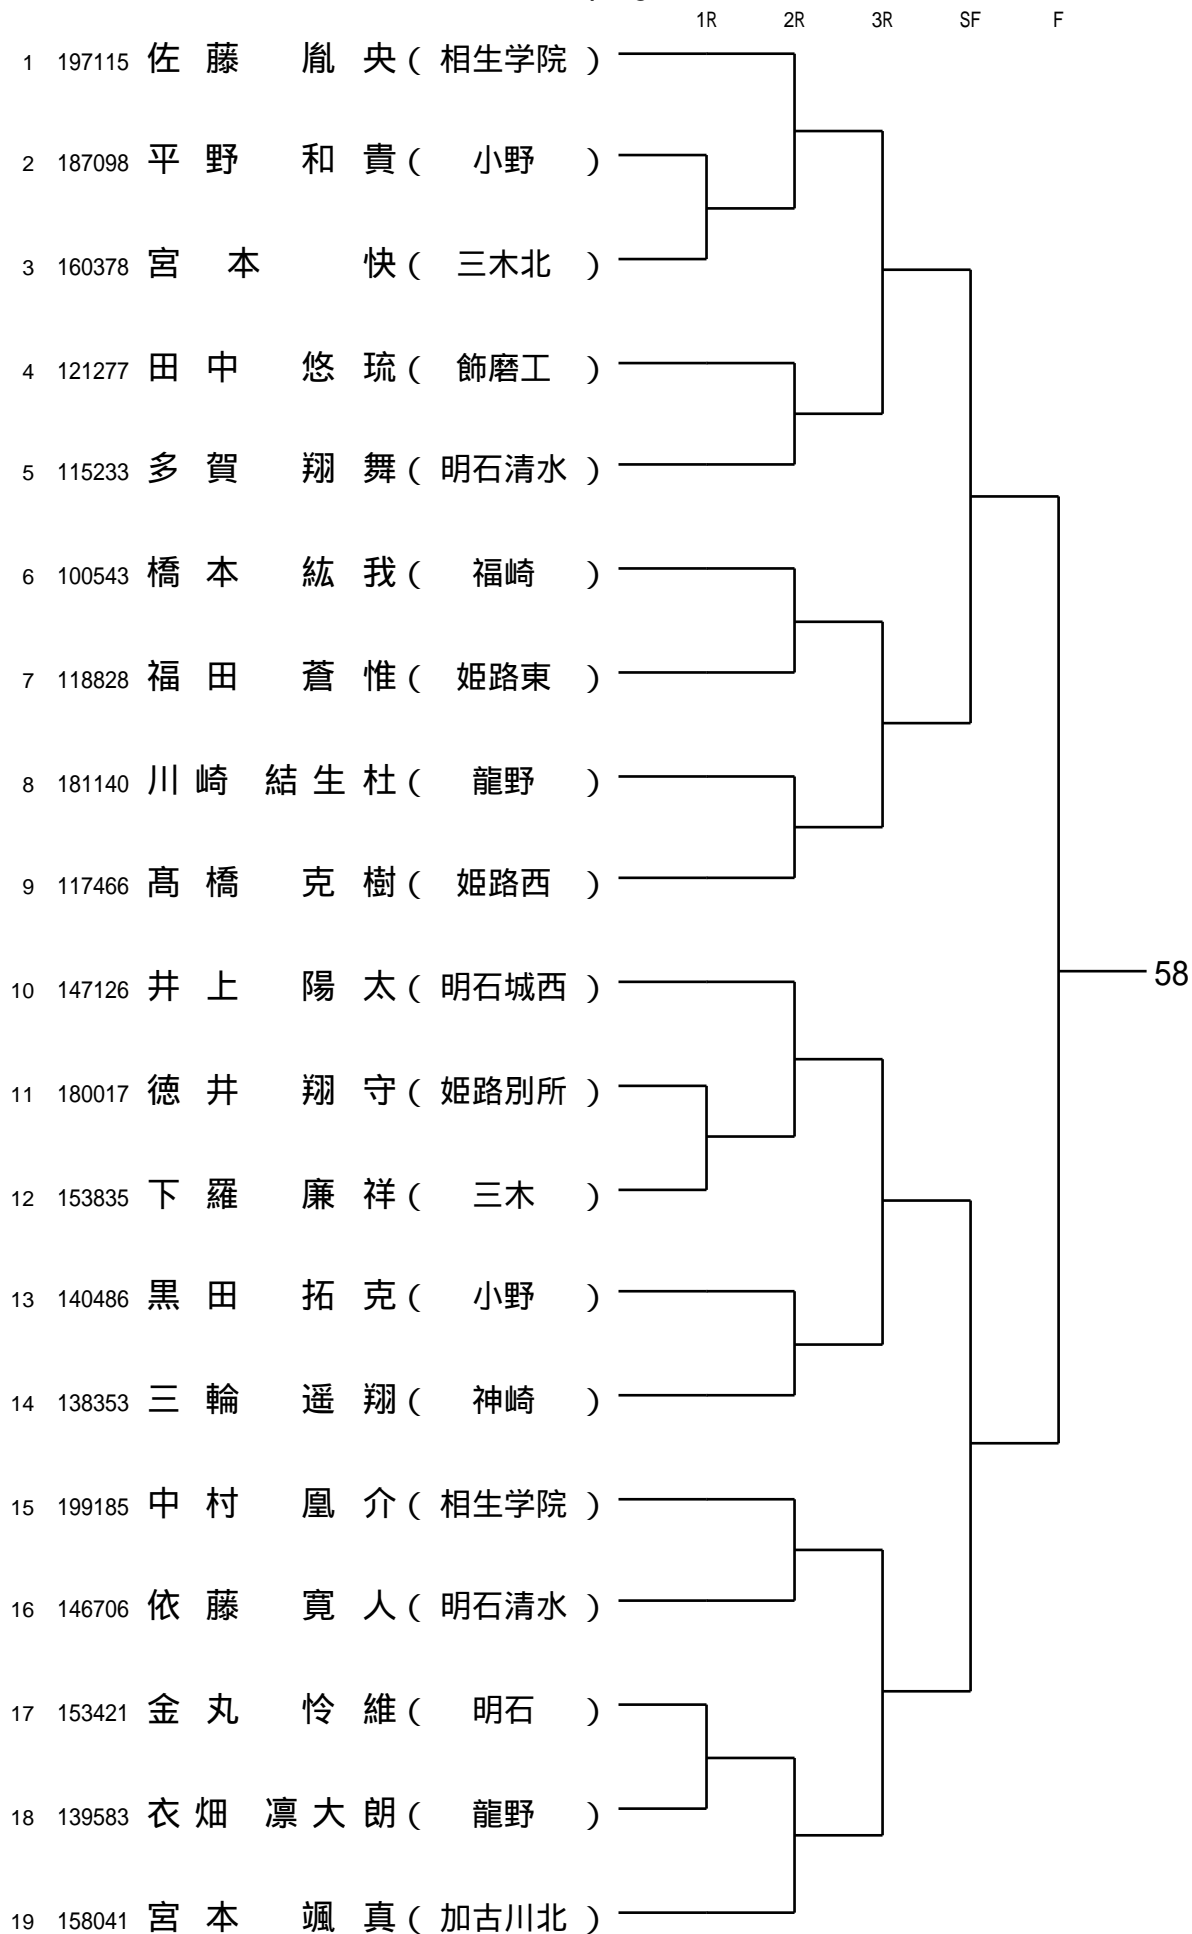 1R 2R 3R SF F
1 197115 佐藤 胤央 ( 相生学院 )
2 187098 平野 和貴 ( 小野 )
3 160378 宮本 快 ( 三木北 )
4 121277 田中 悠琉 ( 飾磨工 )
5 115233 多賀 翔舞 ( 明石清水 )
6 100543 橋本 紘我 ( 福崎 )
7 118828 福田 蒼惟 ( 姫路東 )
8 181140 川崎 結生杜 ( 龍野 )
9 117466 髙橋 克樹 ( 姫路西 )
58
10 147126 井上 陽太 ( 明石城西 )
11 180017 徳井 翔守 ( 姫路別所 )
12 153835 下羅 廉祥 ( 三木 )
13 140486 黒田 拓克 ( 小野 )
14 138353 三輪 遥翔 ( 神崎 )
15 199185 中村 凰介 ( 相生学院 )
16 146706 依藤 寛人 ( 明石清水 )
17 153421 金丸 怜維 ( 明石 )
18 139583 衣畑 凛大朗 ( 龍野 )
19 158041 宮本 颯真 ( 加古川北 )